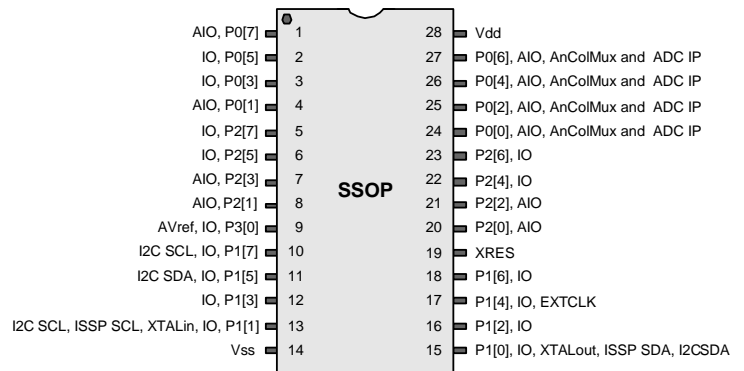 AIO, P0[7] 1 28 Vdd
IO, P0[5] 2 27 P0[6], AIO, AnColMux and ADC IP
IO, P0[3] 3 26 P0[4], AIO, AnColMux and ADC IP
AIO, P0[1] 4 25 P0[2], AIO, AnColMux and ADC IP
IO, P2[7] 5 24 P0[0], AIO, AnColMux and ADC IP
IO, P2[5] 6 23 P2[6], IO
AIO, P2[3] 7 22 P2[4], IO
SSOP
AIO, P2[1] 8 21 P2[2], AIO
AVref, IO, P3[0] 9 20 P2[0], AIO
I2C SCL, IO, P1[7] 10 19 XRES
I2C SDA, IO, P1[5] 11 18 P1[6], IO
IO, P1[3] 12 17 P1[4], IO, EXTCLK
I2C SCL, ISSP SCL, XTALin, IO, P1[1] 13 16 P1[2], IO
Vss 14 15 P1[0], IO, XTALout, ISSP SDA, I2CSDA